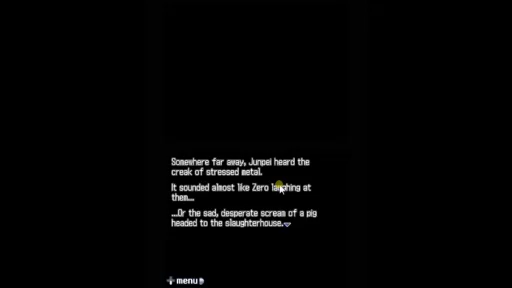 Somewhere far away, Junpei heard the
creak of stressed metal.
It sounded almost like Zero laughing at
them...
...Or the sad, desperate scream of a pig
headed to the slaughterhouse.
menu